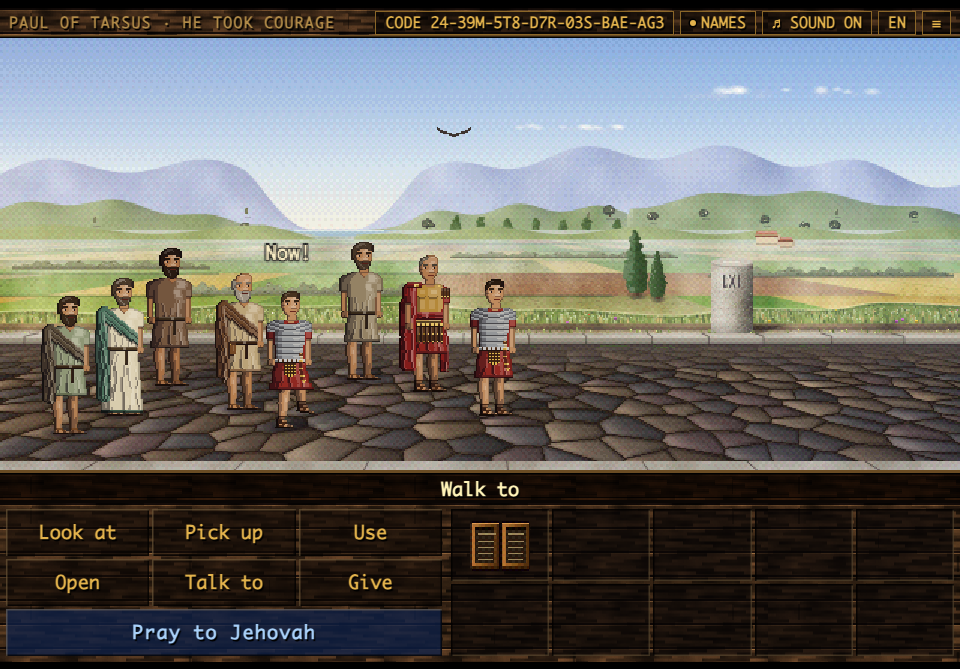 PAUL OF TARSUS · HE TOOK COURAGE
CODE 24-39M-5T8-D7R-03S-BAE-AG3
● NAMES
♬ SOUND ON
EN
≡
Now!
LXI
Walk to
Look at
Pick up
Use
Open
Talk to
Give
Pray to Jehovah